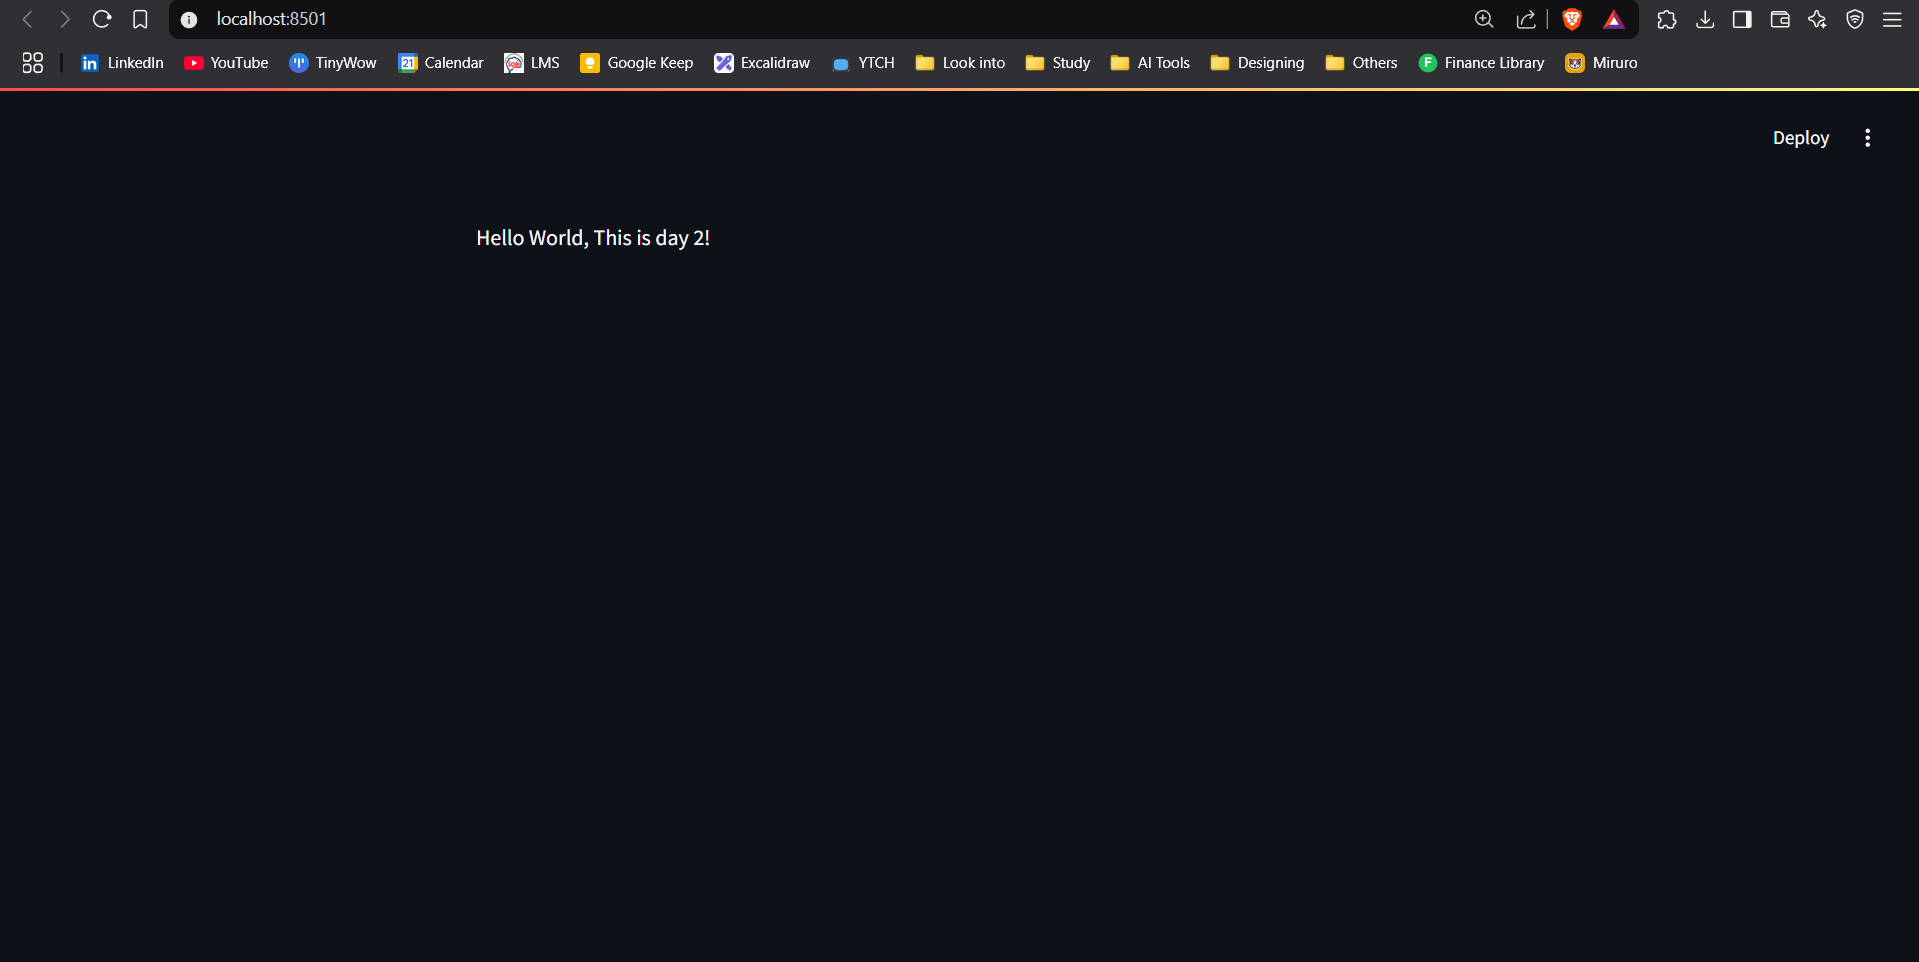 localhost:8501
LinkedIn YouTube TinyWow 21 Calendar LMS Google Keep Excalidraw YTCH Look into Study AI Tools Designing Others F Finance Library Miruro
Deploy
Hello World, This is day 2!